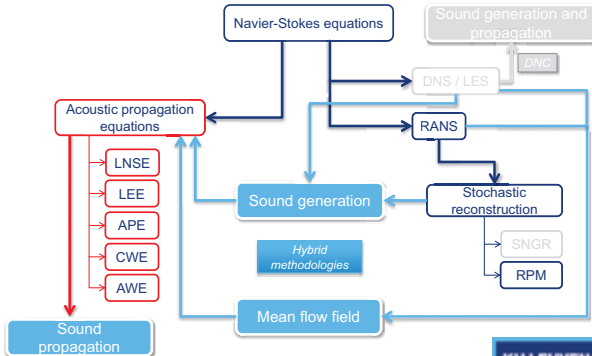 Navier-Stokes equations
Sound generation and
propagation
DNC
DNS / LES
Acoustic propagation
equations
RANS
LNSE
LEE
APE
CWE
AWE
Sound generation
Stochastic
reconstruction
SNGR
RPM
Hybrid
methodologies
Mean flow field
Sound
propagation